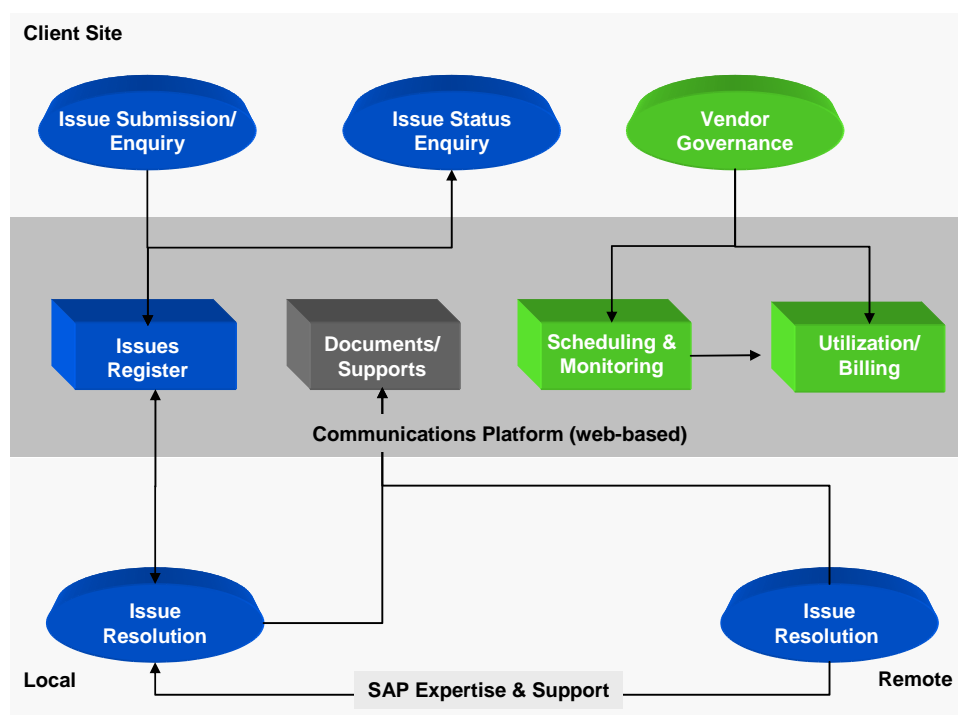 Client Site
Issue Submission/
Enquiry
Issue Status
Enquiry
Vendor
Governance
Issues
Register
Documents/
Supports
Scheduling &
Monitoring
Utilization/
Billing
Communications Platform (web-based)
Issue
Resolution
Issue
Resolution
Local
SAP Expertise & Support
Remote